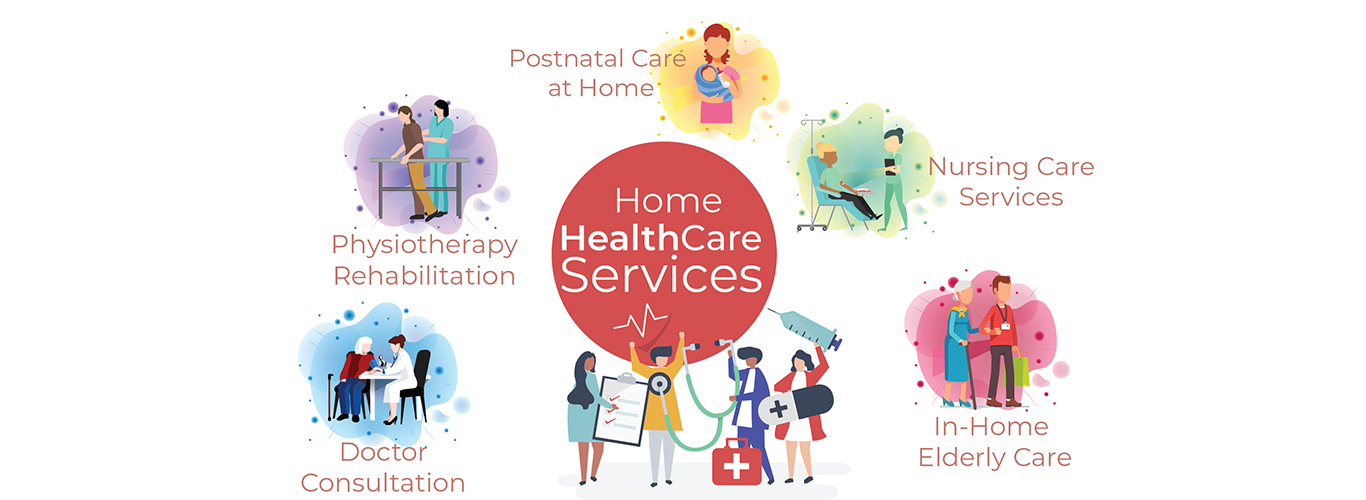 Postnatal Care
at Home
Nursing Care
Services
Physiotherapy
Rehabilitation
Home
HealthCare
Services
Doctor
Consultation
In-Home
Elderly Care